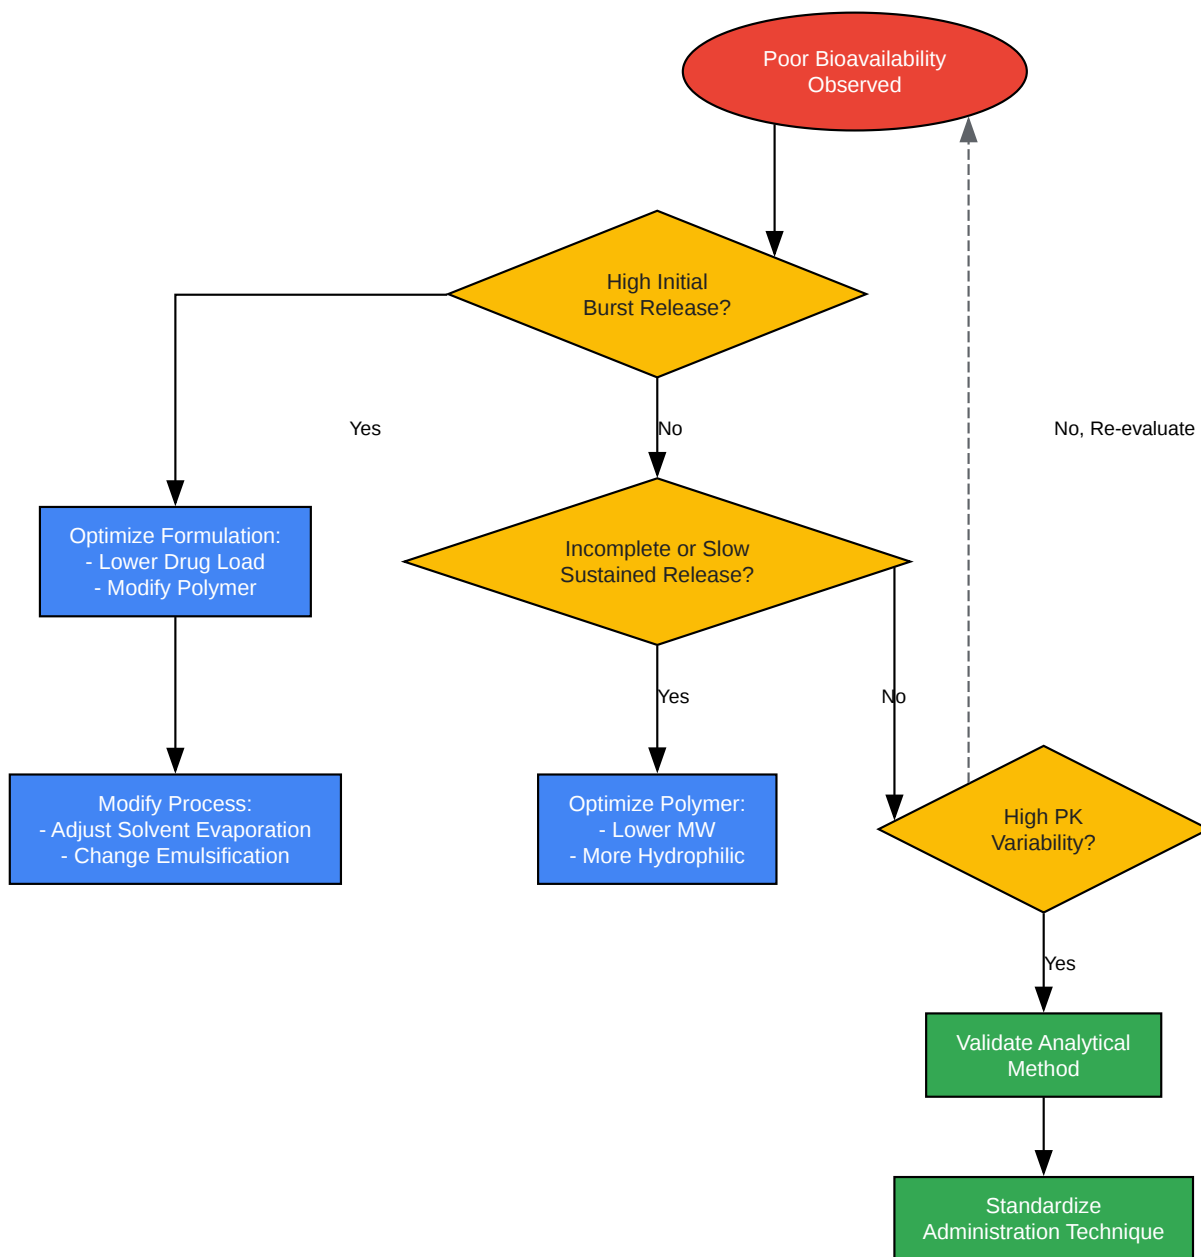 Poor Bioavailability
Observed
High Initial
Burst Release?
Yes
No
No, Re-evaluate
Optimize Formulation:
- Lower Drug Load
- Modify Polymer
Incomplete or Slow
Sustained Release?
Yes
No
Modify Process:
- Adjust Solvent Evaporation
- Change Emulsification
Optimize Polymer:
- Lower MW
- More Hydrophilic
High PK
Variability?
Yes
Validate Analytical
Method
Standardize
Administration Technique